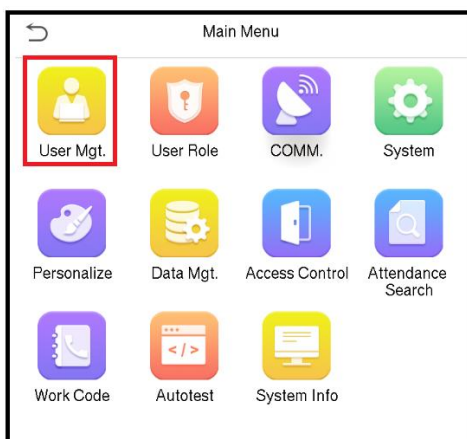 Main Menu
User Mgt.
User Role
COMM.
System
Personalize
Data Mgt.
Access Control
Attendance
Search
Work Code
Autotest
System Info